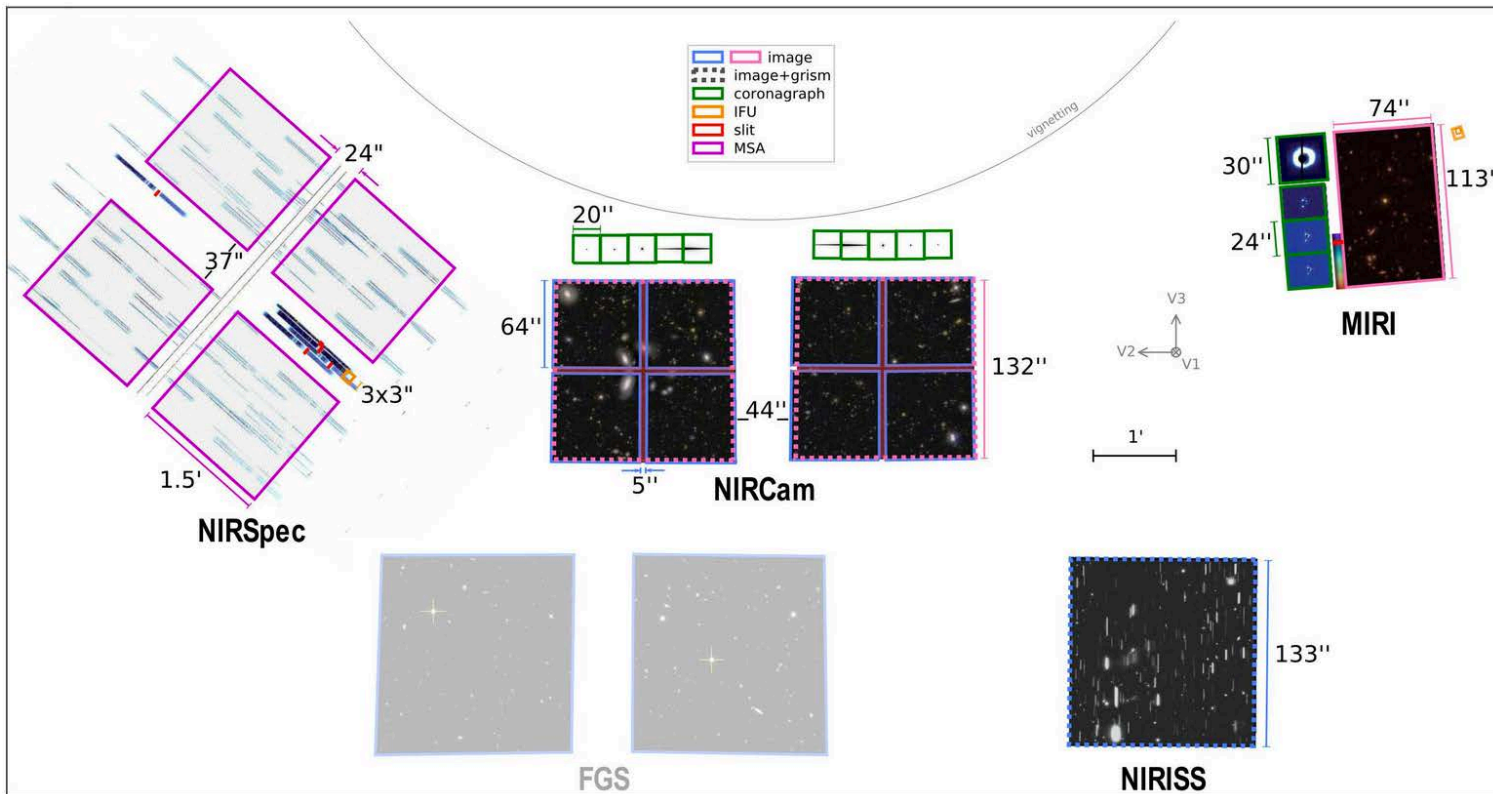 image
image+grism
coronagraph
IFU
slit
MSA
vignetting
24"
37"
3x3"
1.5'
NIRSpec
20''
64''
44''
132''
5''
NIRCam
74''
30''
113'
24''
MIRI
V3
V2
V1
1'
FGS
133''
NIRISS